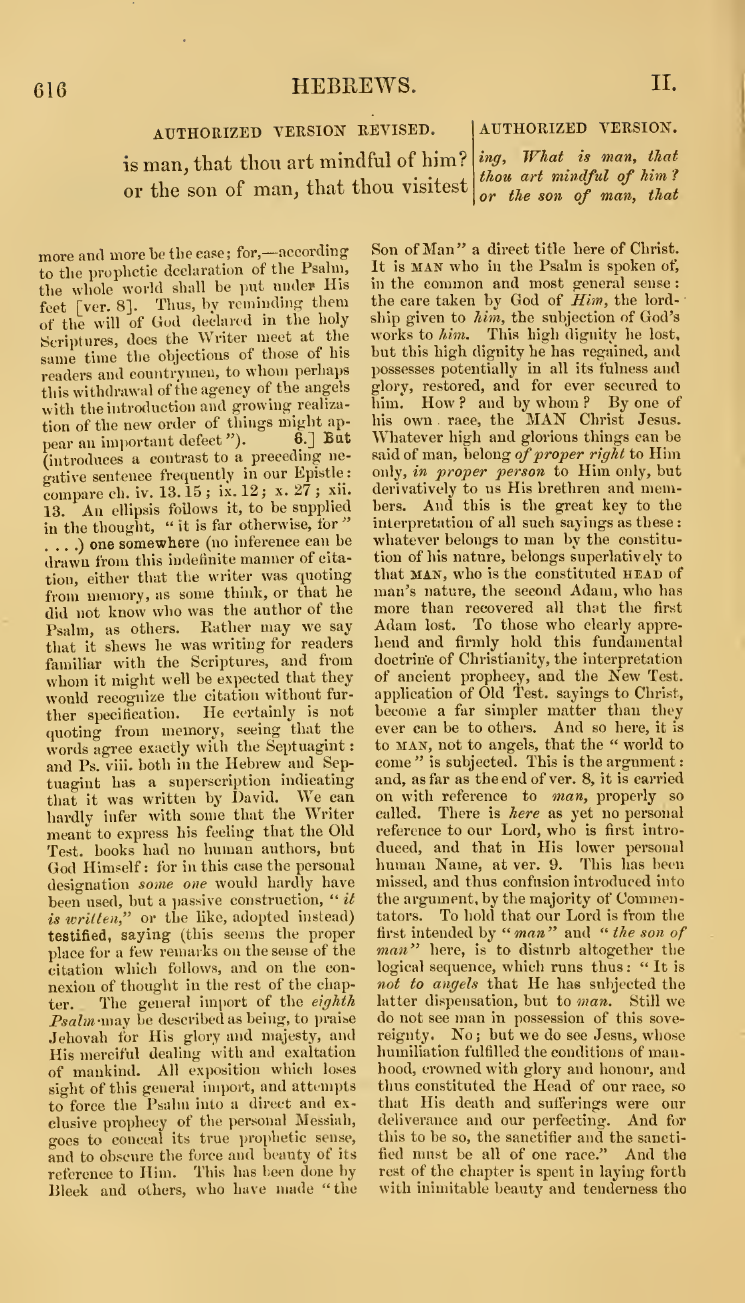 616
HEBREWS.
II.
AUTHORIZED VERSION REVISED.
is man, that thou art mindful of him?
or the son of man, that thou visitest
AUTHORIZED VERSION.
ing, What is man, that
thou art mindful of him?
or the son of man, that
more and more be the case; for,—according
to the prophetic declaration of the Psalm,
the whole world shall be put under His
feet [ver. 8]. Thus, by reminding them
of the will of God declared in the holy
Scriptures, does the Writer meet at the
same time the objections of those of his
readers and countrymen, to whom perhaps
this withdrawal of the agency of the angels
with the introduction and growing realiza-
tion of the new order of things might ap-
pear an important defect"). 6.] But
(introduces a contrast to a preceding ne-
gative sentence frequently in our Epistle:
compare ch. iv. 13. 15; ix. 12; x. 27; xii.
13. An ellipsis follows it, to be supplied
in the thought, "it is far otherwise, for"
. . . .) one somewhere (no inference can be
drawn from this indefinite manner of cita-
tion, either that the writer was quoting
from memory, as some think, or that he
did not know who was the author of the
Psalm, as others. Rather may we say
that it shews he was writing for readers
familiar with the Scriptures, and from
whom it might well be expected that they
would recognize the citation without fur-
ther specification. He certainly is not
quoting from memory, seeing that the
words agree exactly with the Septuagint:
and Ps. viii. both in the Hebrew and Sep-
tuagint has a superscription indicating
that it was written by David. We can
hardly infer with some that the Writer
meant to express his feeling that the Old
Test. books had no human authors, but
God Himself: for in this case the personal
designation some one would hardly have
been used, but a passive construction, "it
is written," or the like, adopted instead)
testified, saying (this seems the proper
place for a few remarks on the sense of the
citation which follows, and on the con-
nexion of thought in the rest of the chap-
ter. The general import of the eighth
Psalm may be described as being, to praise
Jehovah for His glory and majesty, and
His merciful dealing with and exaltation
of mankind. All exposition which loses
sight of this general import, and attempts
to force the Psalm into a direct and ex-
clusive prophecy of the personal Messiah,
goes to conceal its true prophetic sense,
and to obscure the force and beauty of its
reference to Him. This has been done by
Bleek and others, who have made "the
Son of Man" a direct title here of Christ.
It is MAN who in the Psalm is spoken of,
in the common and most general sense:
the care taken by God of Him, the lord-
ship given to him, the subjection of God's
works to him. This high dignity he lost,
but this high dignity he has regained, and
possesses potentially in all its fulness and
glory, restored, and for ever secured to
him. How? and by whom? By one of
his own race, the MAN Christ Jesus.
Whatever high and glorious things can be
said of man, belong of proper right to Him
only, in proper person to Him only, but
derivatively to us His brethren and mem-
bers. And this is the great key to the
interpretation of all such sayings as these:
whatever belongs to man by the constitu-
tion of his nature, belongs superlatively to
that MAN, who is the constituted HEAD of
man's nature, the second Adam, who has
more than recovered all that the first
Adam lost. To those who clearly appre-
hend and firmly hold this fundamental
doctrine of Christianity, the interpretation
of ancient prophecy, and the New Test.
application of Old Test. sayings to Christ,
become a far simpler matter than they
ever can be to others. And so here, it is
to MAN, not to angels, that the "world to
come" is subjected. This is the argument:
and, as far as the end of ver. 8, it is carried
on with reference to man, properly so
called. There is here as yet no personal
reference to our Lord, who is first intro-
duced, and that in His lower personal
human Name, at ver. 9. This has been
missed, and thus confusion introduced into
the argument, by the majority of Commen-
tators. To hold that our Lord is from the
first intended by "man" and "the son of
man" here, is to disturb altogether the
logical sequence, which runs thus: "It is
not to angels that He has subjected the
latter dispensation, but to man. Still we
do not see man in possession of this sove-
reignty. No; but we do see Jesus, whose
humiliation fulfilled the conditions of man-
hood, crowned with glory and honour, and
thus constituted the Head of our race, so
that His death and sufferings were our
deliverance and our perfecting. And for
this to be so, the sanctifier and the sancti-
fied must be all of one race." And the
rest of the chapter is spent in laying forth
with inimitable beauty and tenderness the